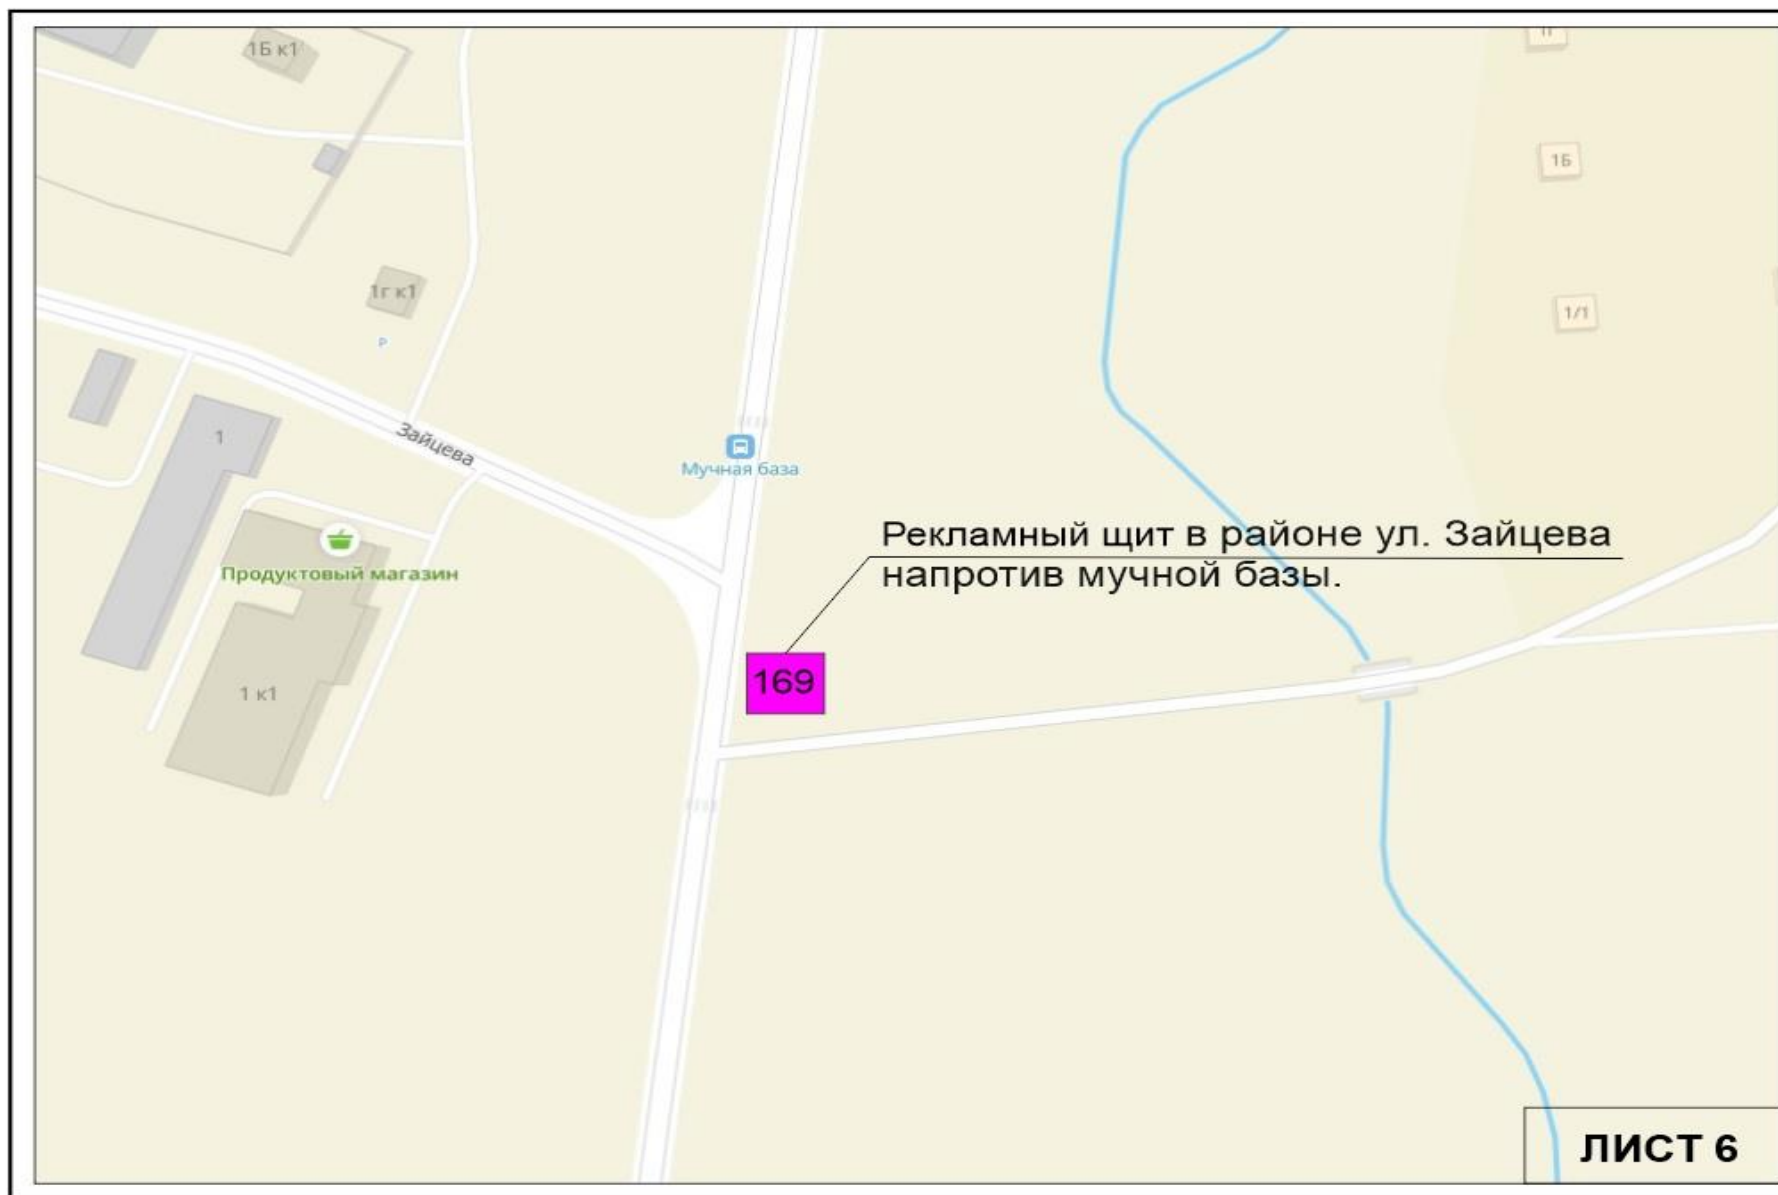 1Б к1
1Г
1Б
1г к1
1/1
Р
Зайцева
1
Мучная база
Рекламный щит в районе ул. Зайцева
напротив мучной базы.
Продуктовый магазин
169
1 к1
ЛИСТ 6